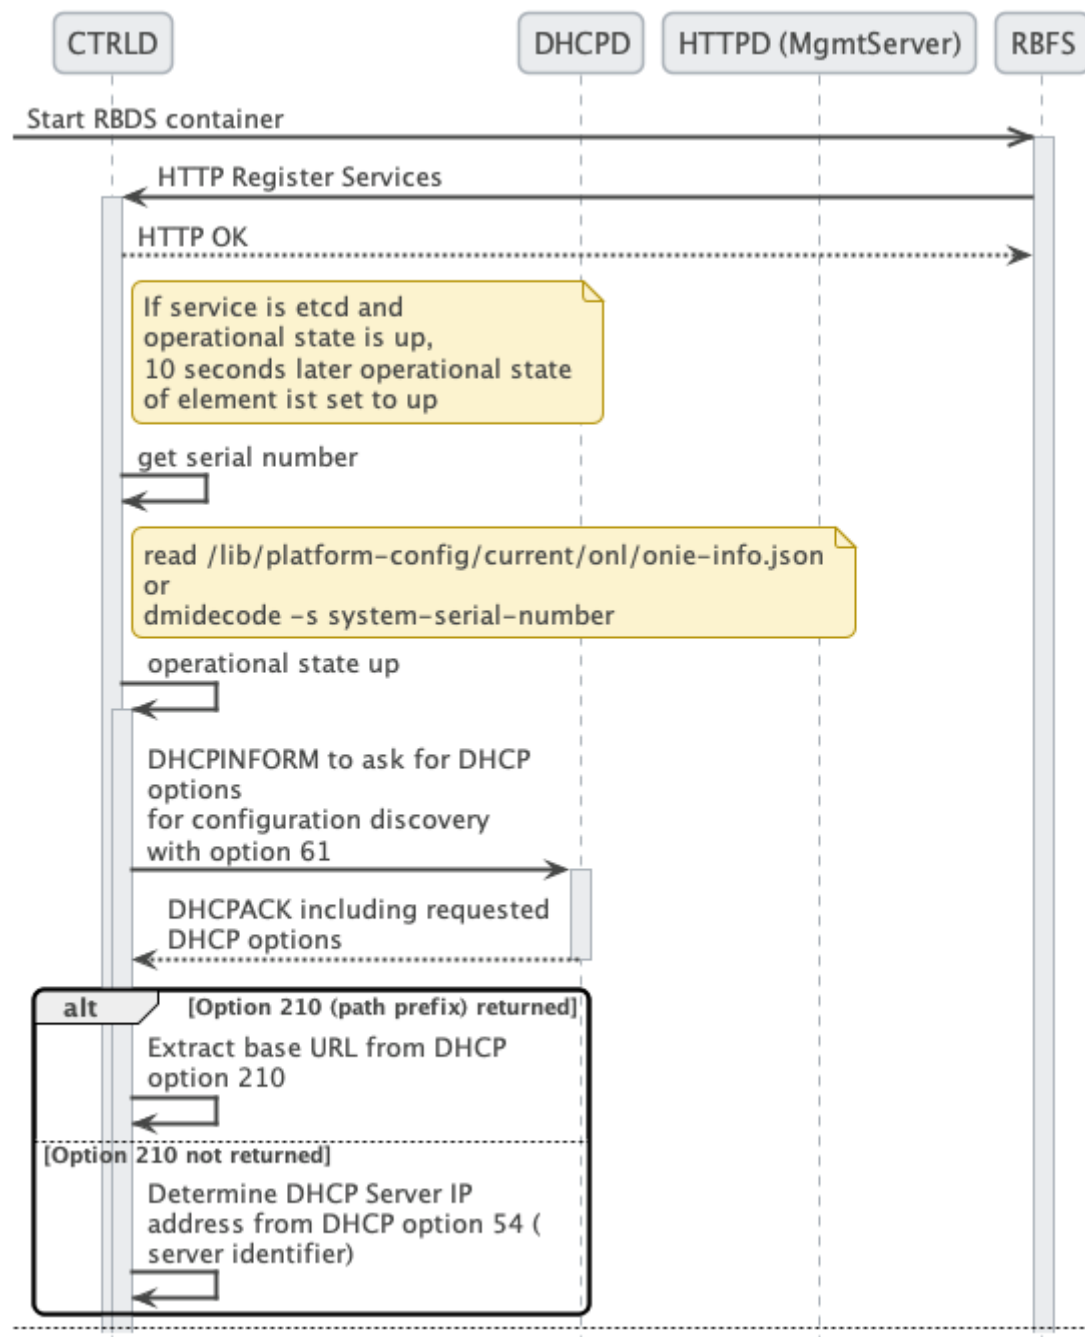 CTRLD
DHCPD
HTTPD (MgmtServer)
RBFS
Start RBDS container
HTTP Register Services
HTTP OK
If service is etcd and
operational state is up,
10 seconds later operational state
of element ist set to up
get serial number
read /lib/platform-config/current/onl/onie-info.json
or
dmidecode -s system-serial-number
operational state up
DHCPINFORM to ask for DHCP
options
for configuration discovery
with option 61
DHCPACK including requested
DHCP options
alt
[Option 210 (path prefix) returned]
Extract base URL from DHCP
option 210
[Option 210 not returned]
Determine DHCP Server IP
address from DHCP option 54 (
server identifier)